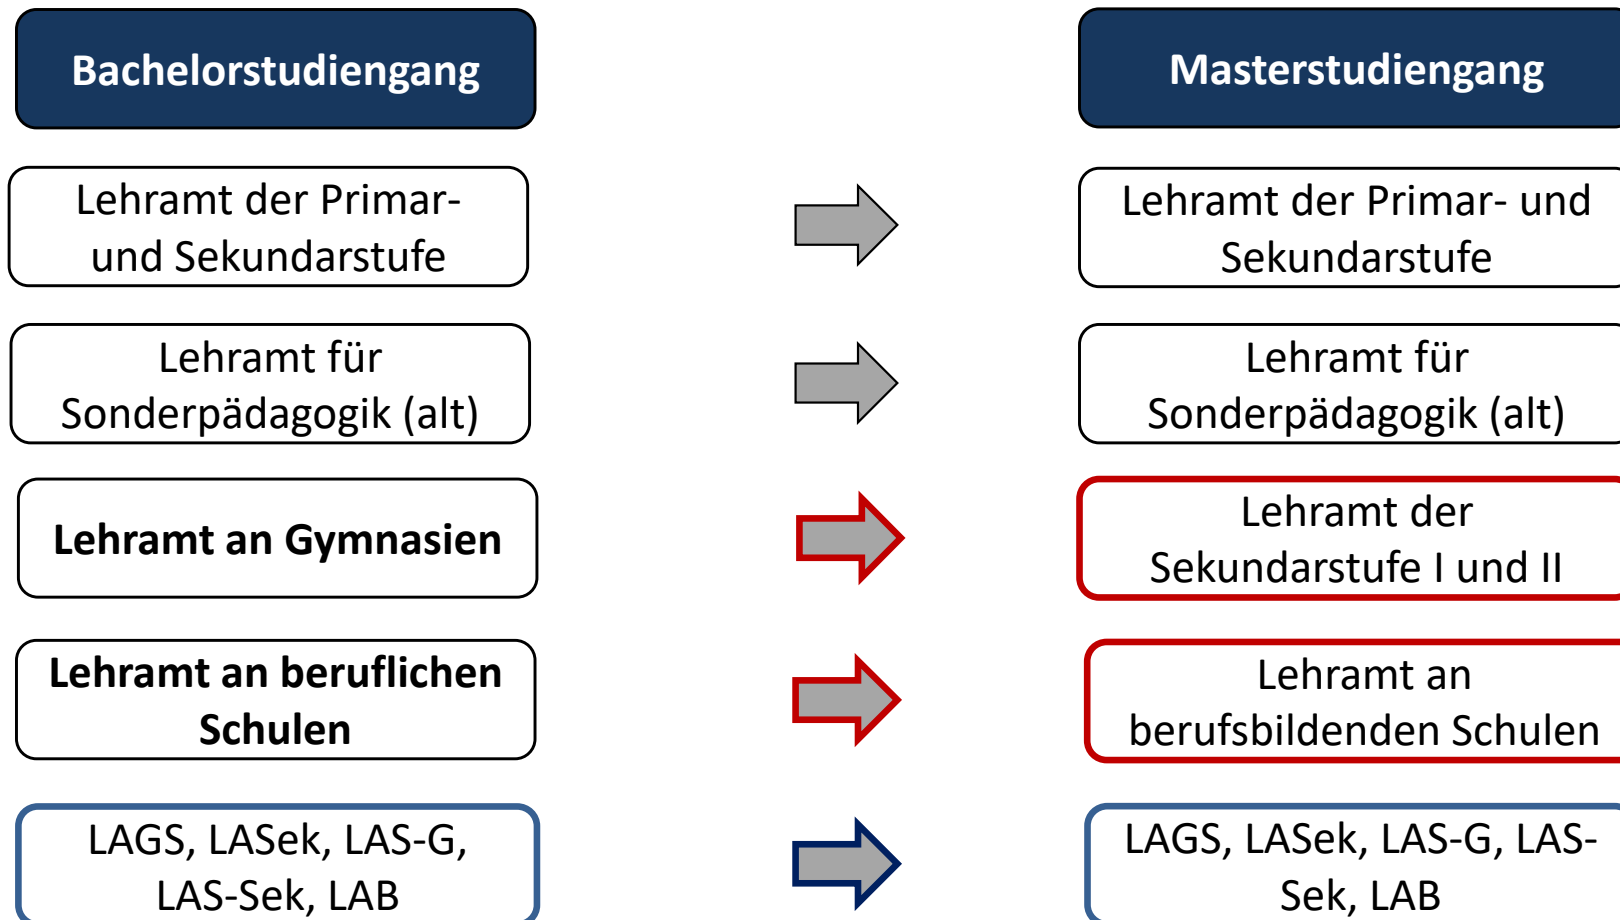 Bachelorstudiengang
Masterstudiengang
Lehramt der Primar-
und Sekundarstufe
Lehramt der Primar- und
Sekundarstufe
Lehramt für
Sonderpädagogik (alt)
Lehramt für
Sonderpädagogik (alt)
Lehramt an Gymnasien
Lehramt der
Sekundarstufe I und II
Lehramt an beruflichen
Schulen
Lehramt an
berufsbildenden Schulen
LAGS, LASek, LAS-G,
LAS-Sek, LAB
LAGS, LASek, LAS-G, LAS-
Sek, LAB